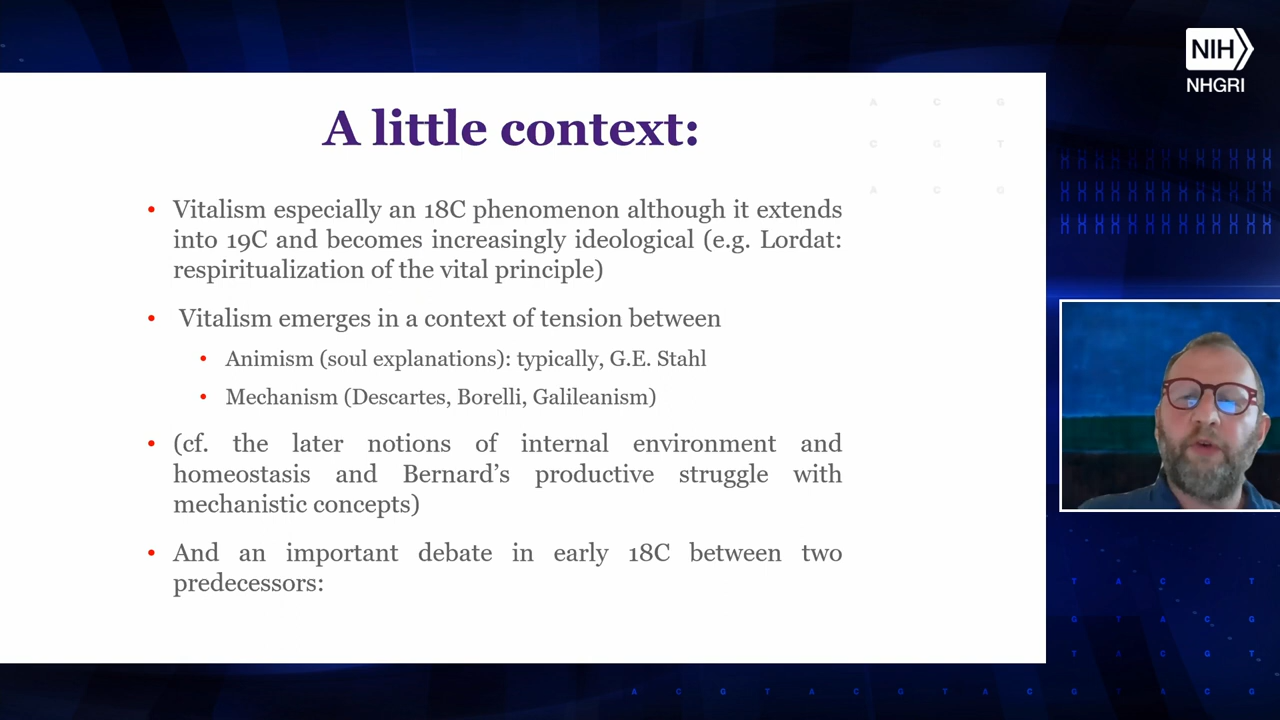 NIH
NHGRI
A little context:
A C G
C G T
A C G
• Vitalism especially an 18C phenomenon although it extends
into 19C and becomes increasingly ideological (e.g. Lordat:
respiritualization of the vital principle)
• Vitalism emerges in a context of tension between
• Animism (soul explanations): typically, G.E. Stahl
• Mechanism (Descartes, Borelli, Galileanism)
• (cf. the later notions of internal environment and
homeostasis and Bernard's productive struggle with
mechanistic concepts)
• And an important debate in early 18C between two
predecessors:
T A C G T
G T A C G
T A C G T
A C G T A C G T A C G T A C G